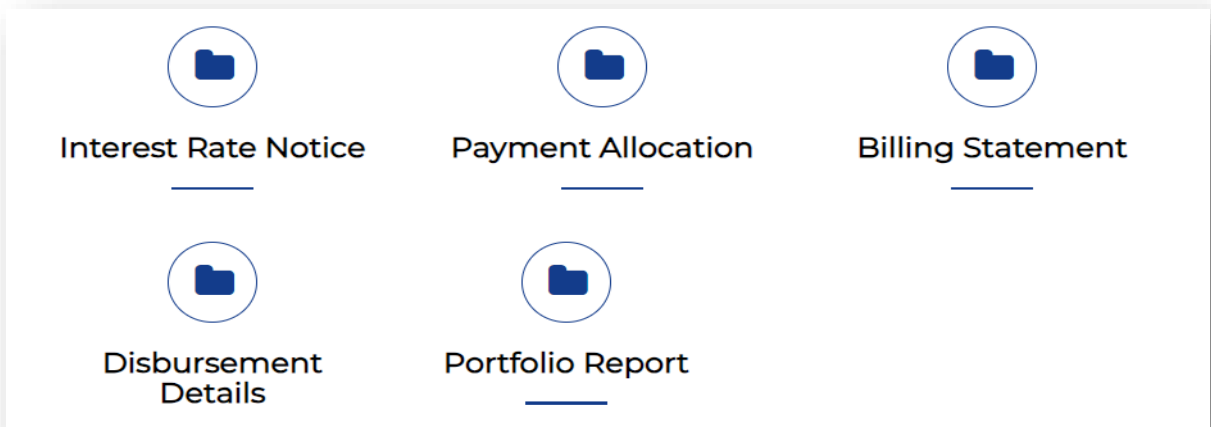 Interest Rate Notice
Payment Allocation
Billing Statement
Disbursement
Details
Portfolio Report